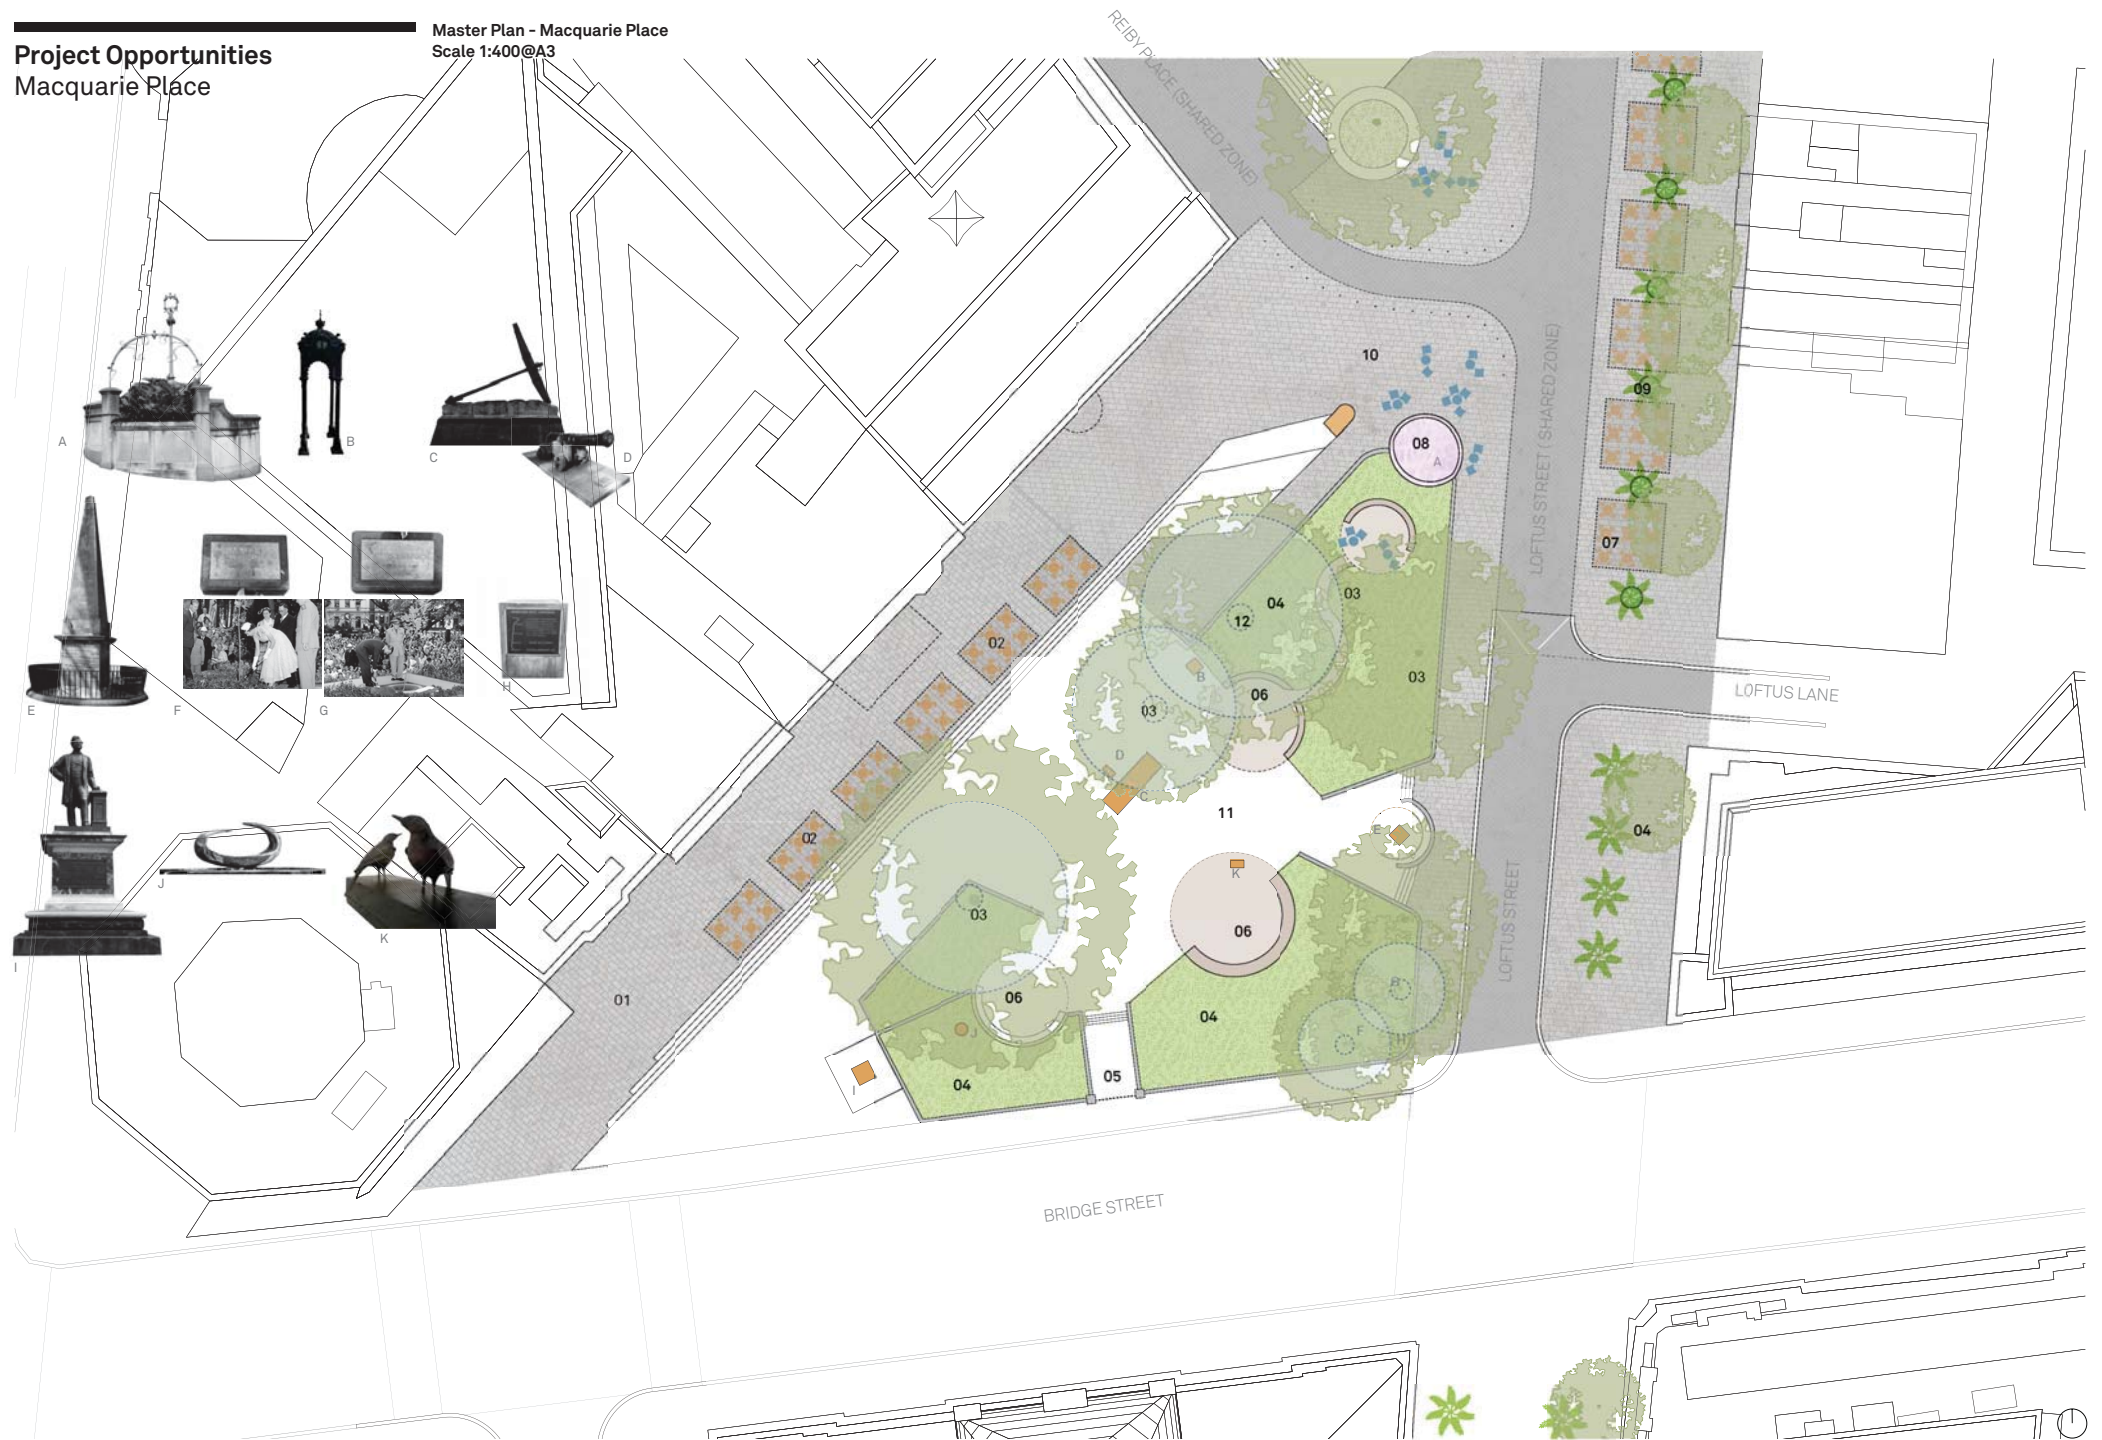 Project Opportunities
Macquarie Place
Master Plan - Macquarie Place
Scale 1:400@A3
REIBY PLACE (SHARED ZONE)
LOFTUS STREET (SHARED ZONE)
LOFTUS LANE
LOFTUS STREET
BRIDGE STREET
A
B
C
D
E
F
G
H
I
J
K
10
09
08
A
07
03
04
12
03
02
06
B
03
D
C
11
E
04
02
K
03
06
06
01
04
F
H
J
05
04
I